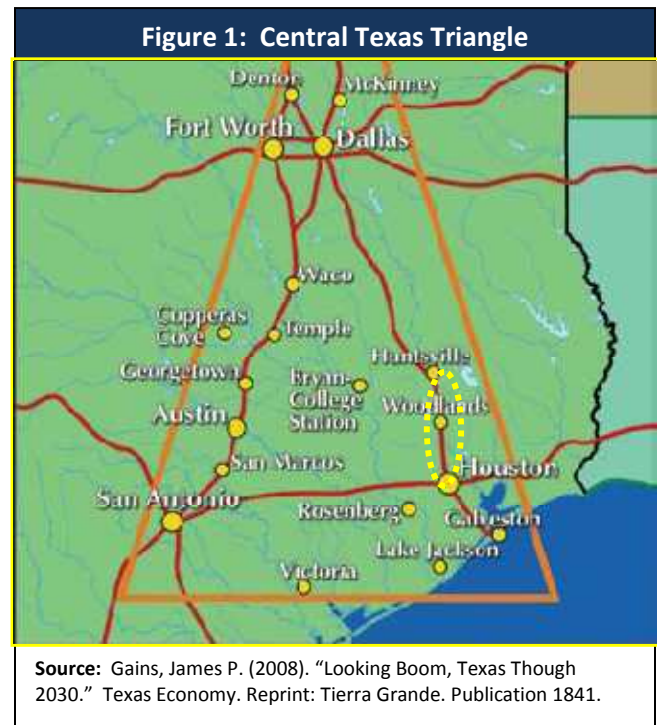 Figure 1: Central Texas Triangle
Denton
McKinney
Fort Worth
Dallas
Waco
Copperas
Cove
Temple
Huntsville
Georgetown
Bryan-
College
Station
Woodlands
Austin
San Marcos
Houston
San Antonio
Rosenberg
Galveston
Lake Jackson
Victoria
Source: Gains, James P. (2008). “Looking Boom, Texas Though
2030.” Texas Economy. Reprint: Tierra Grande. Publication 1841.